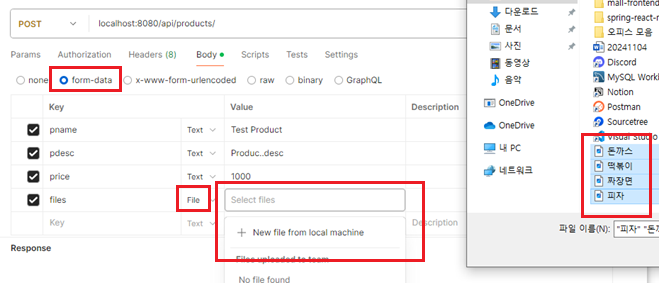 POST
localhost:8080/api/products/
Params Authorization Headers (8) Body Scripts Tests Settings
none form-data x-www-form-urlencoded raw binary GraphQL
Key Value Description
pname Text Test Product
pdesc Text Produc..desc
price Text 1000
files File Select files
Key Text
+ New file from local machine
Files uploaded to team
No file found
Response
다운로드
문서
사진
동영상
음악
OneDrive
OneDrive
내 PC
네트워크
mall-frontend
spring-react-r
오피스 모음
20241104
Discord
MySQL Work
Notion
Postman
Sourcetree
Visual Studio
돈까스
떡볶이
짜장면
피자
파일 이름(N): "피자" "돈까